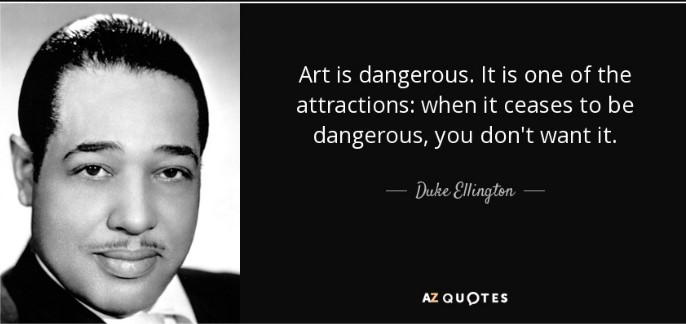 Art is dangerous. It is one of the
attractions: when it ceases to be
dangerous, you don't want it.
Duke Ellington
AZ QUOTES